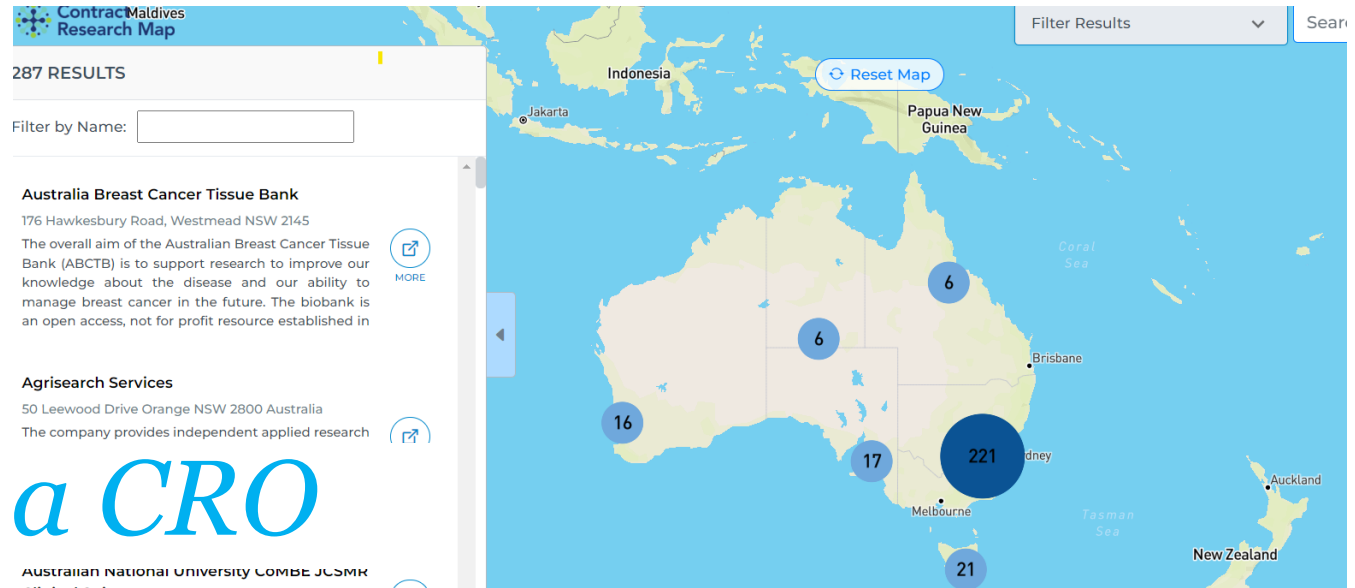 Contract
Research Map
Maldives
287 RESULTS
Filter by Name:
Australia Breast Cancer Tissue Bank
176 Hawkesbury Road, Westmead NSW 2145
The overall aim of the Australian Breast Cancer Tissue
Bank (ABCTB) is to support research to improve our
knowledge about the disease and our ability to
manage breast cancer in the future. The biobank is
an open access, not for profit resource established in
MORE
Agrisearch Services
50 Leewood Drive Orange NSW 2800 Australia
The company provides independent applied research
a CRO
Australian National University CoMBE JCSMR
Filter Results
Sear
Reset Map
Indonesia
Jakarta
Papua New
Guinea
Coral
Sea
6
6
Brisbane
16
17
221
dney
Melbourne
Tasman
Sea
21
Auckland
New Zealand